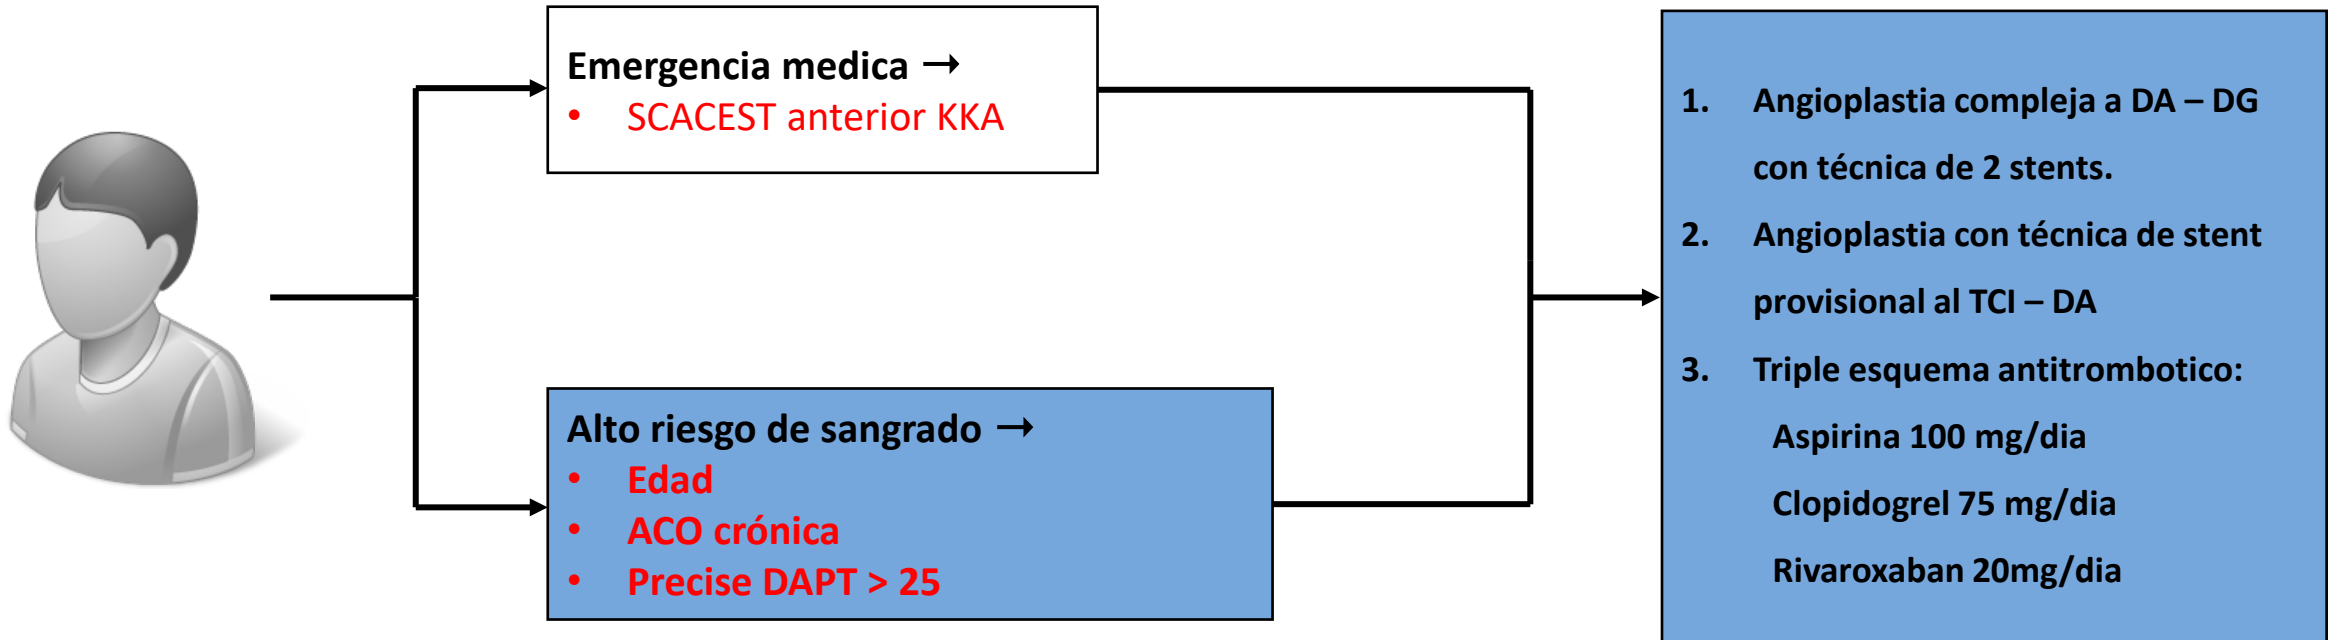 Emergencia medica →
• SCACEST anterior KKA
Alto riesgo de sangrado →
• Edad
• ACO crónica
• Precise DAPT > 25
1. Angioplastia compleja a DA – DG
con técnica de 2 stents.
2. Angioplastia con técnica de stent
provisional al TCI – DA
3. Triple esquema antitrombotico:
Aspirina 100 mg/dia
Clopidogrel 75 mg/dia
Rivaroxaban 20mg/dia